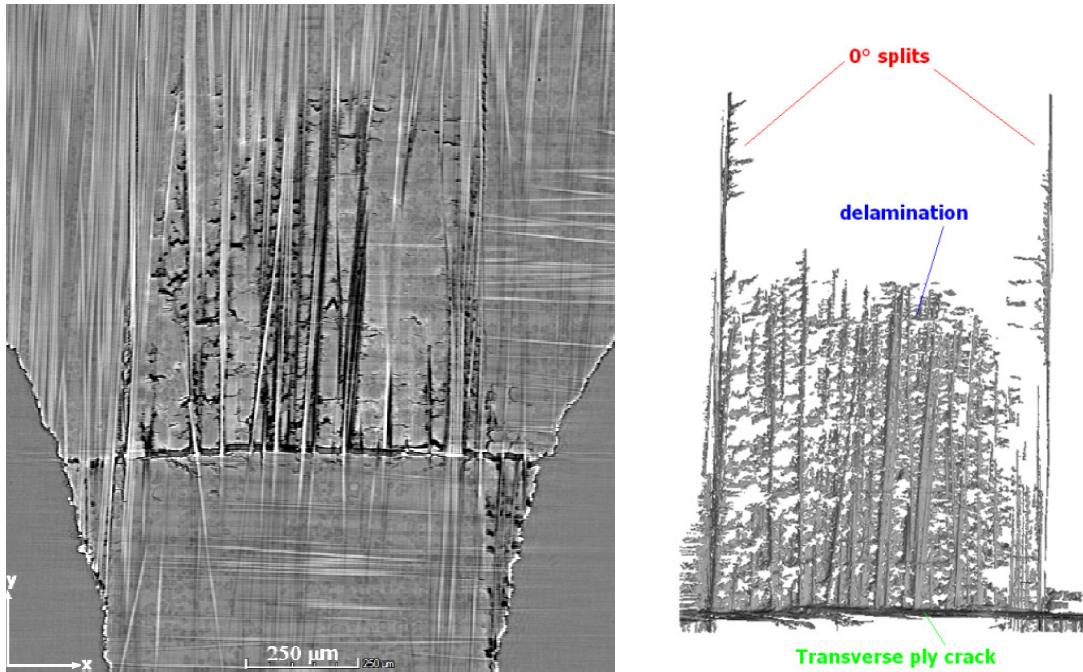 0° splits
delamination
y
x
250 μm
250 μm
Transverse ply crack